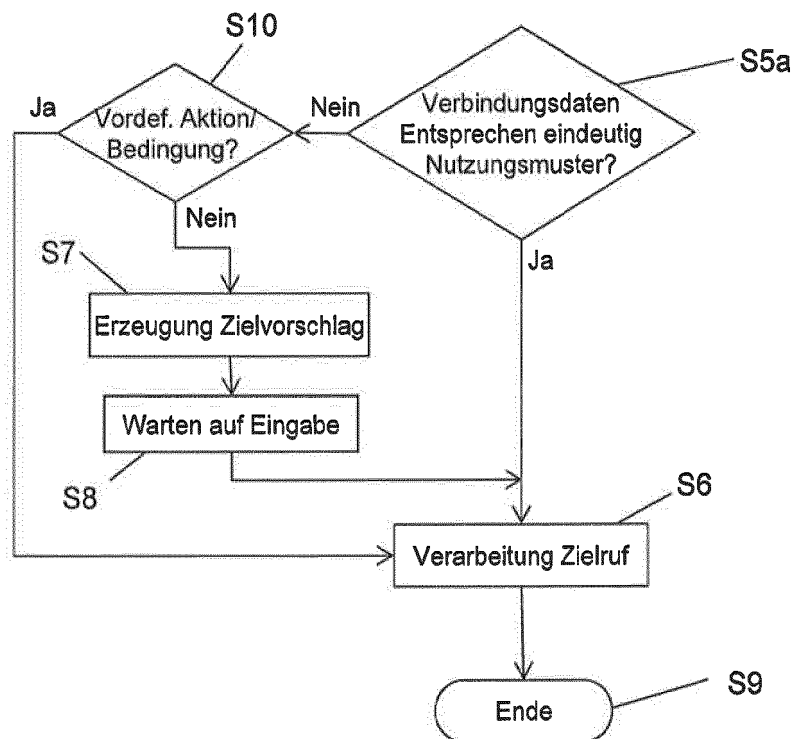 S10
S5a
Ja
Vordef. Aktion/
Bedingung?
Nein
Verbindungsdaten
Entsprechen eindeutig
Nutzungsmuster?
Nein
Ja
S7
Erzeugung Zielvorschlag
Warten auf Eingabe
S8
S6
Verarbeitung Zielruf
S9
Ende